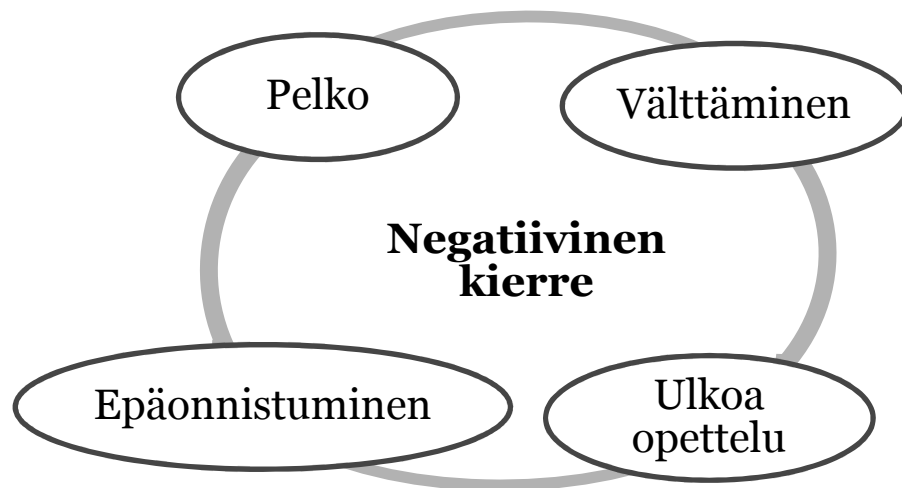 Pelko
Välttäminen
Negatiivinen
kierre
Epäonnistuminen
Ulkoa
opettelu